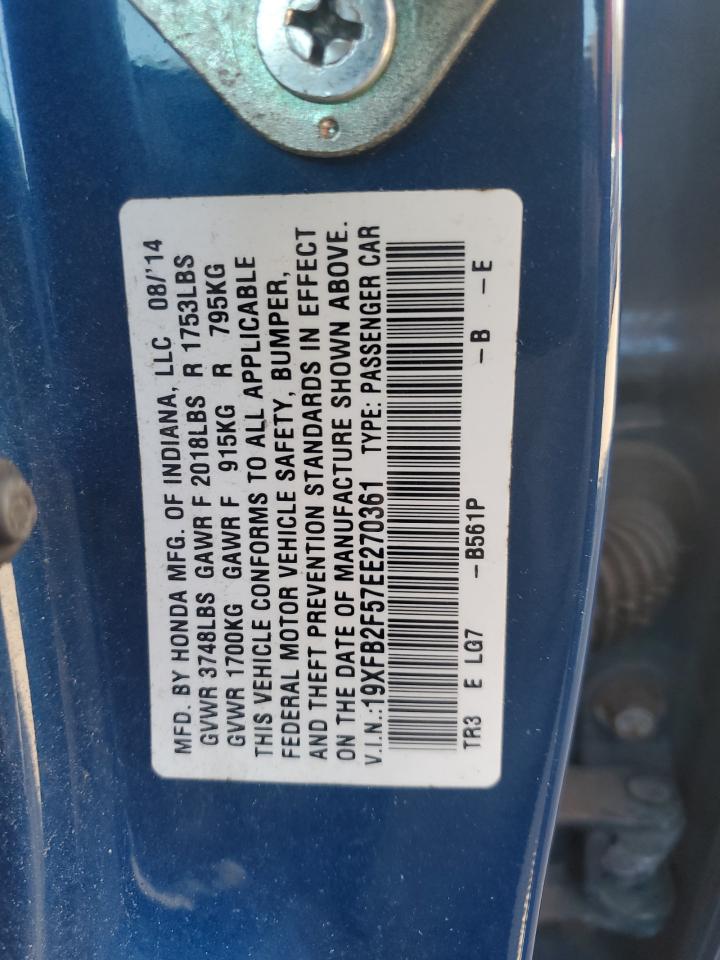 MFD. BY HONDA MFG. OF INDIANA, LLC 08/'14
GVWR 3748LBS GAWR F 2018LBS R 1753LBS
GVWR 1700KG GAWR F 915KG R 795KG
THIS VEHICLE CONFORMS TO ALL APPLICABLE
FEDERAL MOTOR VEHICLE SAFETY, BUMPER,
AND THEFT PREVENTION STANDARDS IN EFFECT
ON THE DATE OF MANUFACTURE SHOWN ABOVE.
V.I.N.:19XFB2F57EE270361 TYPE: PASSENGER CAR
TR3 E LG7 -B561P -B -E